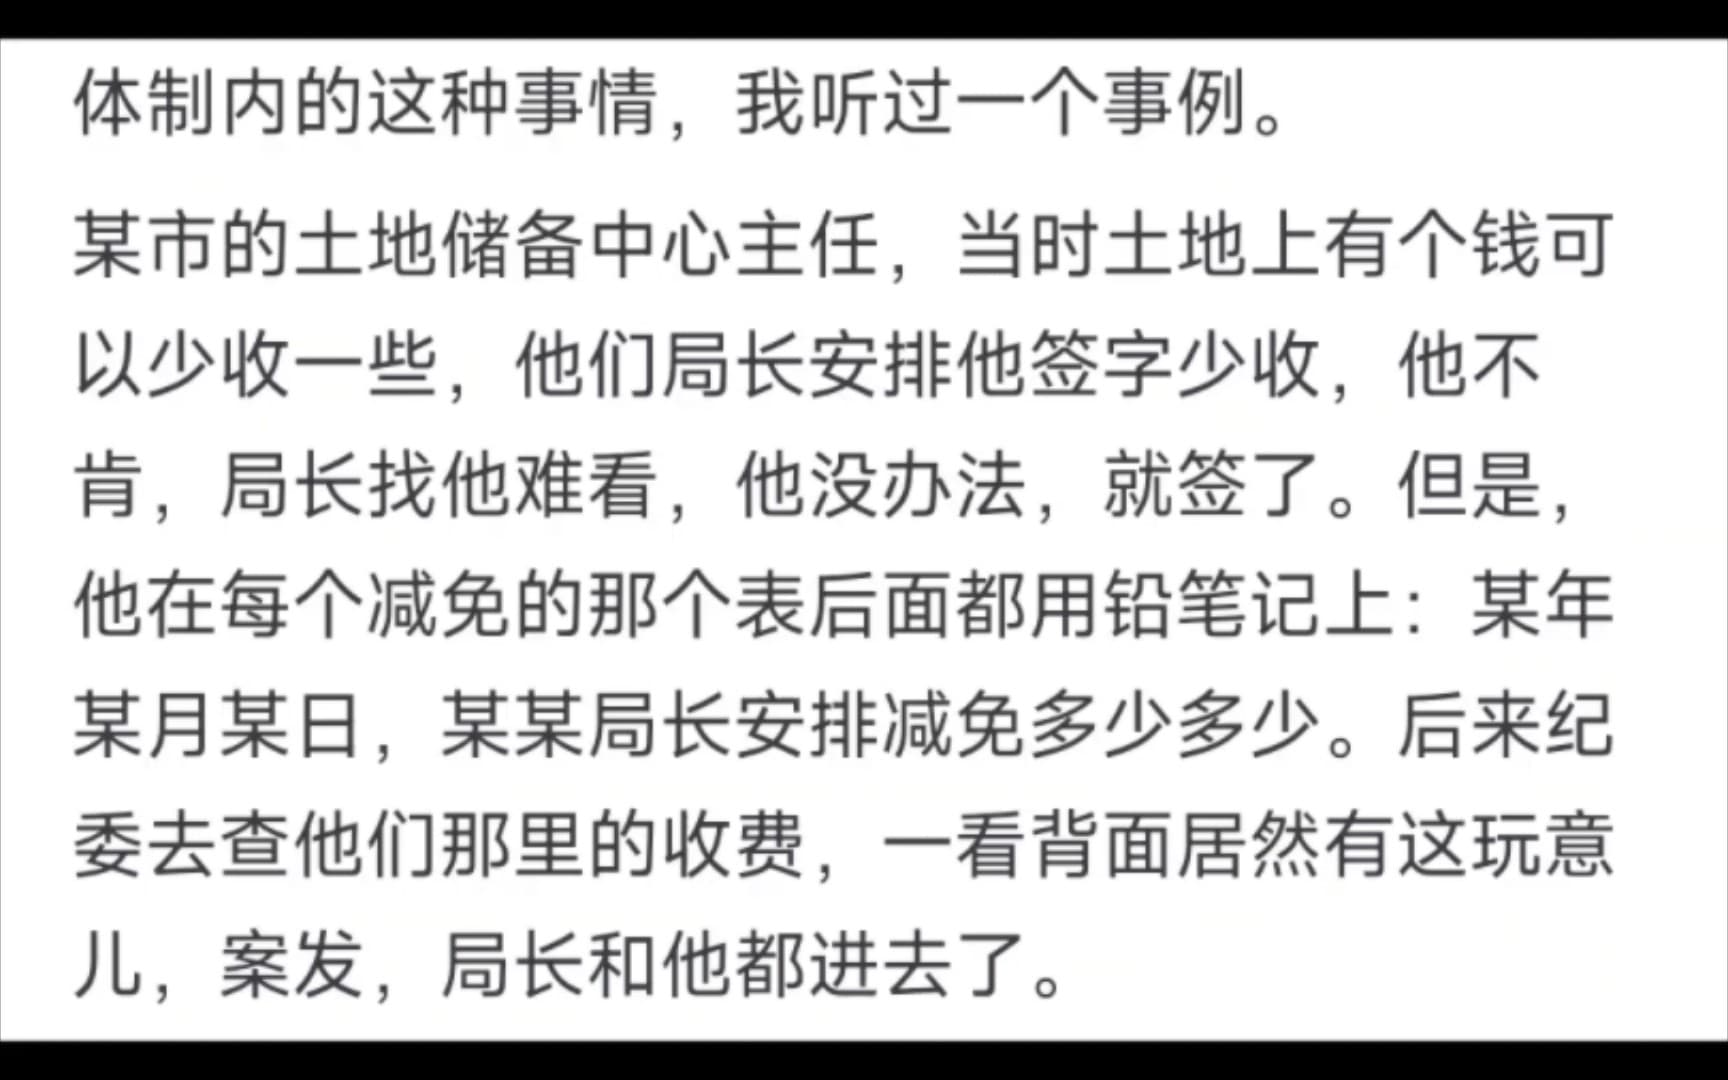 体制内的这种事情，我听过一个事例。
某市的土地储备中心主任，当时土地上有个钱可
以少收一些，他们局长安排他签字少收，他不
肯，局长找他难看，他没办法，就签了。但是，
他在每个减免的那个表后面都用铅笔记上：某年
某月某日，某某局长安排减免多少多少。后来纪
委去查他们那里的收费，一看背面居然有这玩意
儿，案发，局长和他都进去了。